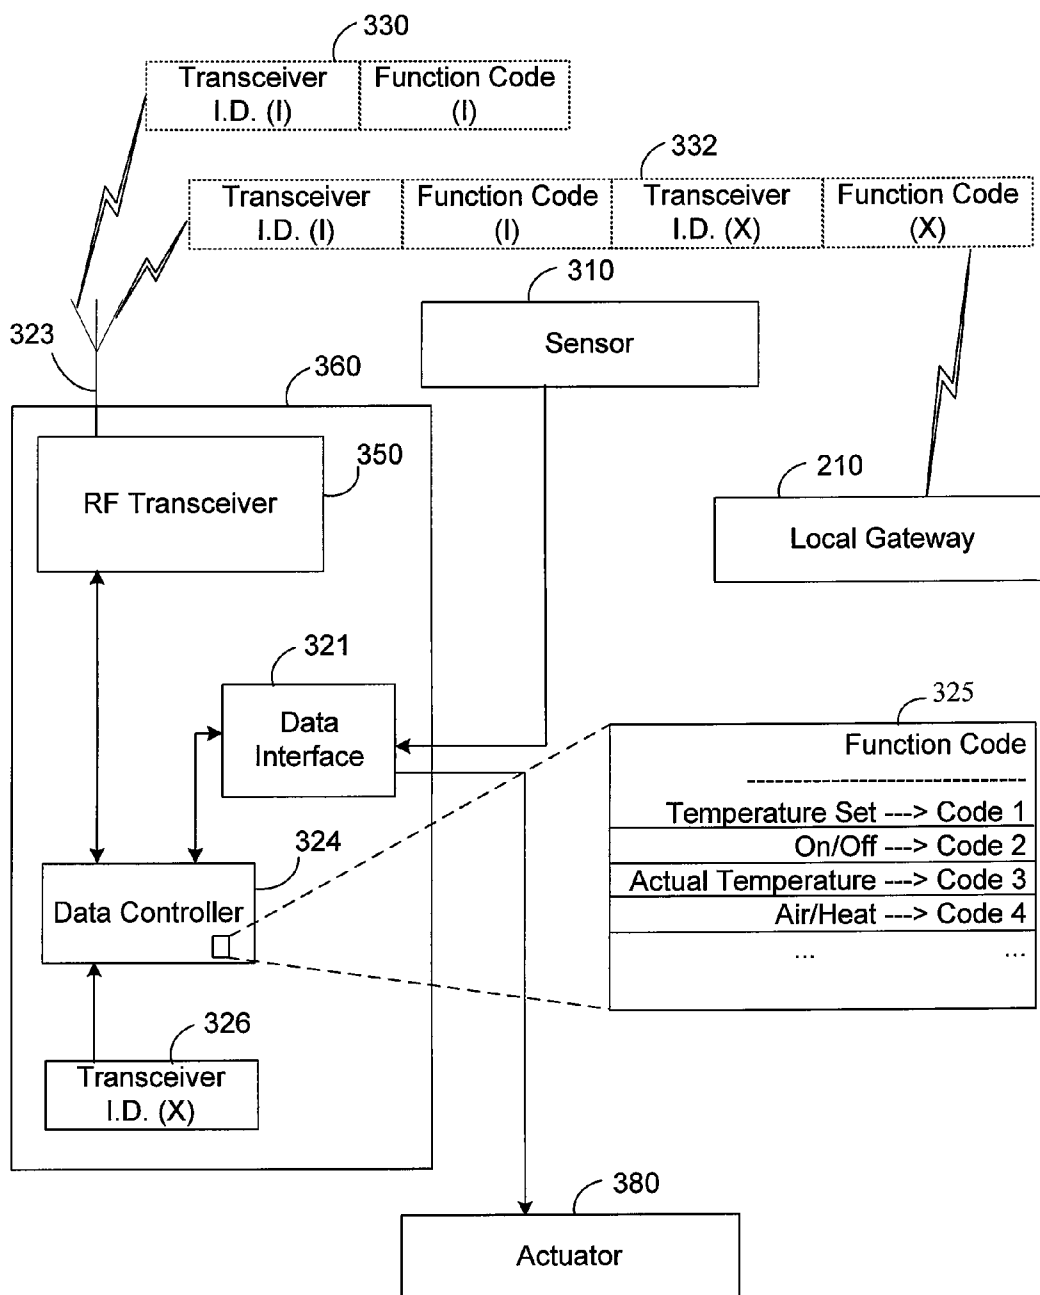 330
Transceiver I.D. (I)
Function Code (I)
332
Transceiver I.D. (I)
Function Code (I)
Transceiver I.D. (X)
Function Code (X)
310
Sensor
323
360
350
RF Transceiver
210
Local Gateway
321
Data Interface
325
Function Code
------------------------------
Temperature Set ---> Code 1
On/Off ---> Code 2
Actual Temperature ---> Code 3
Air/Heat ---> Code 4
... ...
324
Data Controller
326
Transceiver I.D. (X)
380
Actuator